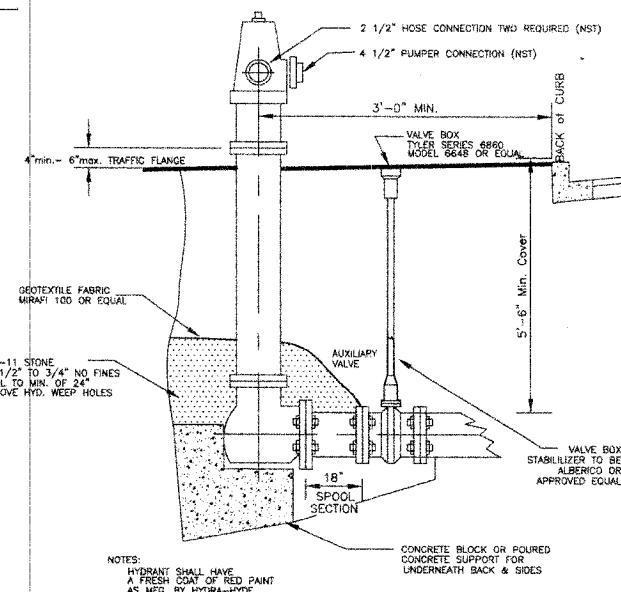 2 1/2" HOSE CONNECTION TWO REQUIRED (NST)
4 1/2" PUMPER CONNECTION (NST)
3'-0" MIN.
BACK of CURB
VALVE BOX
TYLER SERIES 6860
MODEL 6648 OR EQUAL
4"min.- 6"max. TRAFFIC FLANGE
5'-6" Min. Cover
GEOTEXTILE FABRIC
MIRAFI 100 OR EQUAL
-11 STONE
1/2" TO 3/4" NO FINES
L TO MIN. OF 24"
OVE HYD. WEEP HOLES
AUXILIARY
VALVE
VALVE BOX
STABILILIZER TO BE
ALBERICO OR
APPROVED EQUAL
18"
SPOOL
SECTION
CONCRETE BLOCK OR POURED
CONCRETE SUPPORT FOR
UNDERNEATH BACK & SIDES
NOTES:
HYDRANT SHALL HAVE
A FRESH COAT OF RED PAINT
AS MFG. BY HYDRA-HYDE